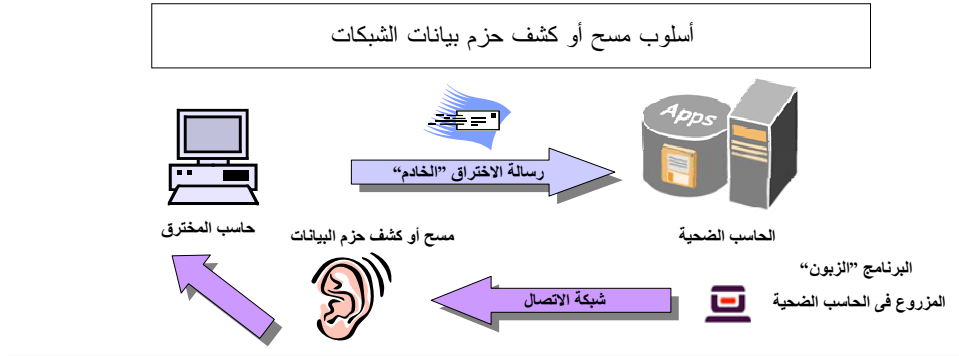 أسلوب مسح أو كشف حزم بيانات الشبكات
Apps
رسالة الاختراق “الخادم”
حاسب المخترق
مسح أو كشف حزم البيانات
الحاسب الضحية
البرنامج “الزبون”
المزروع فى الحاسب الضحية
شبكة الاتصال